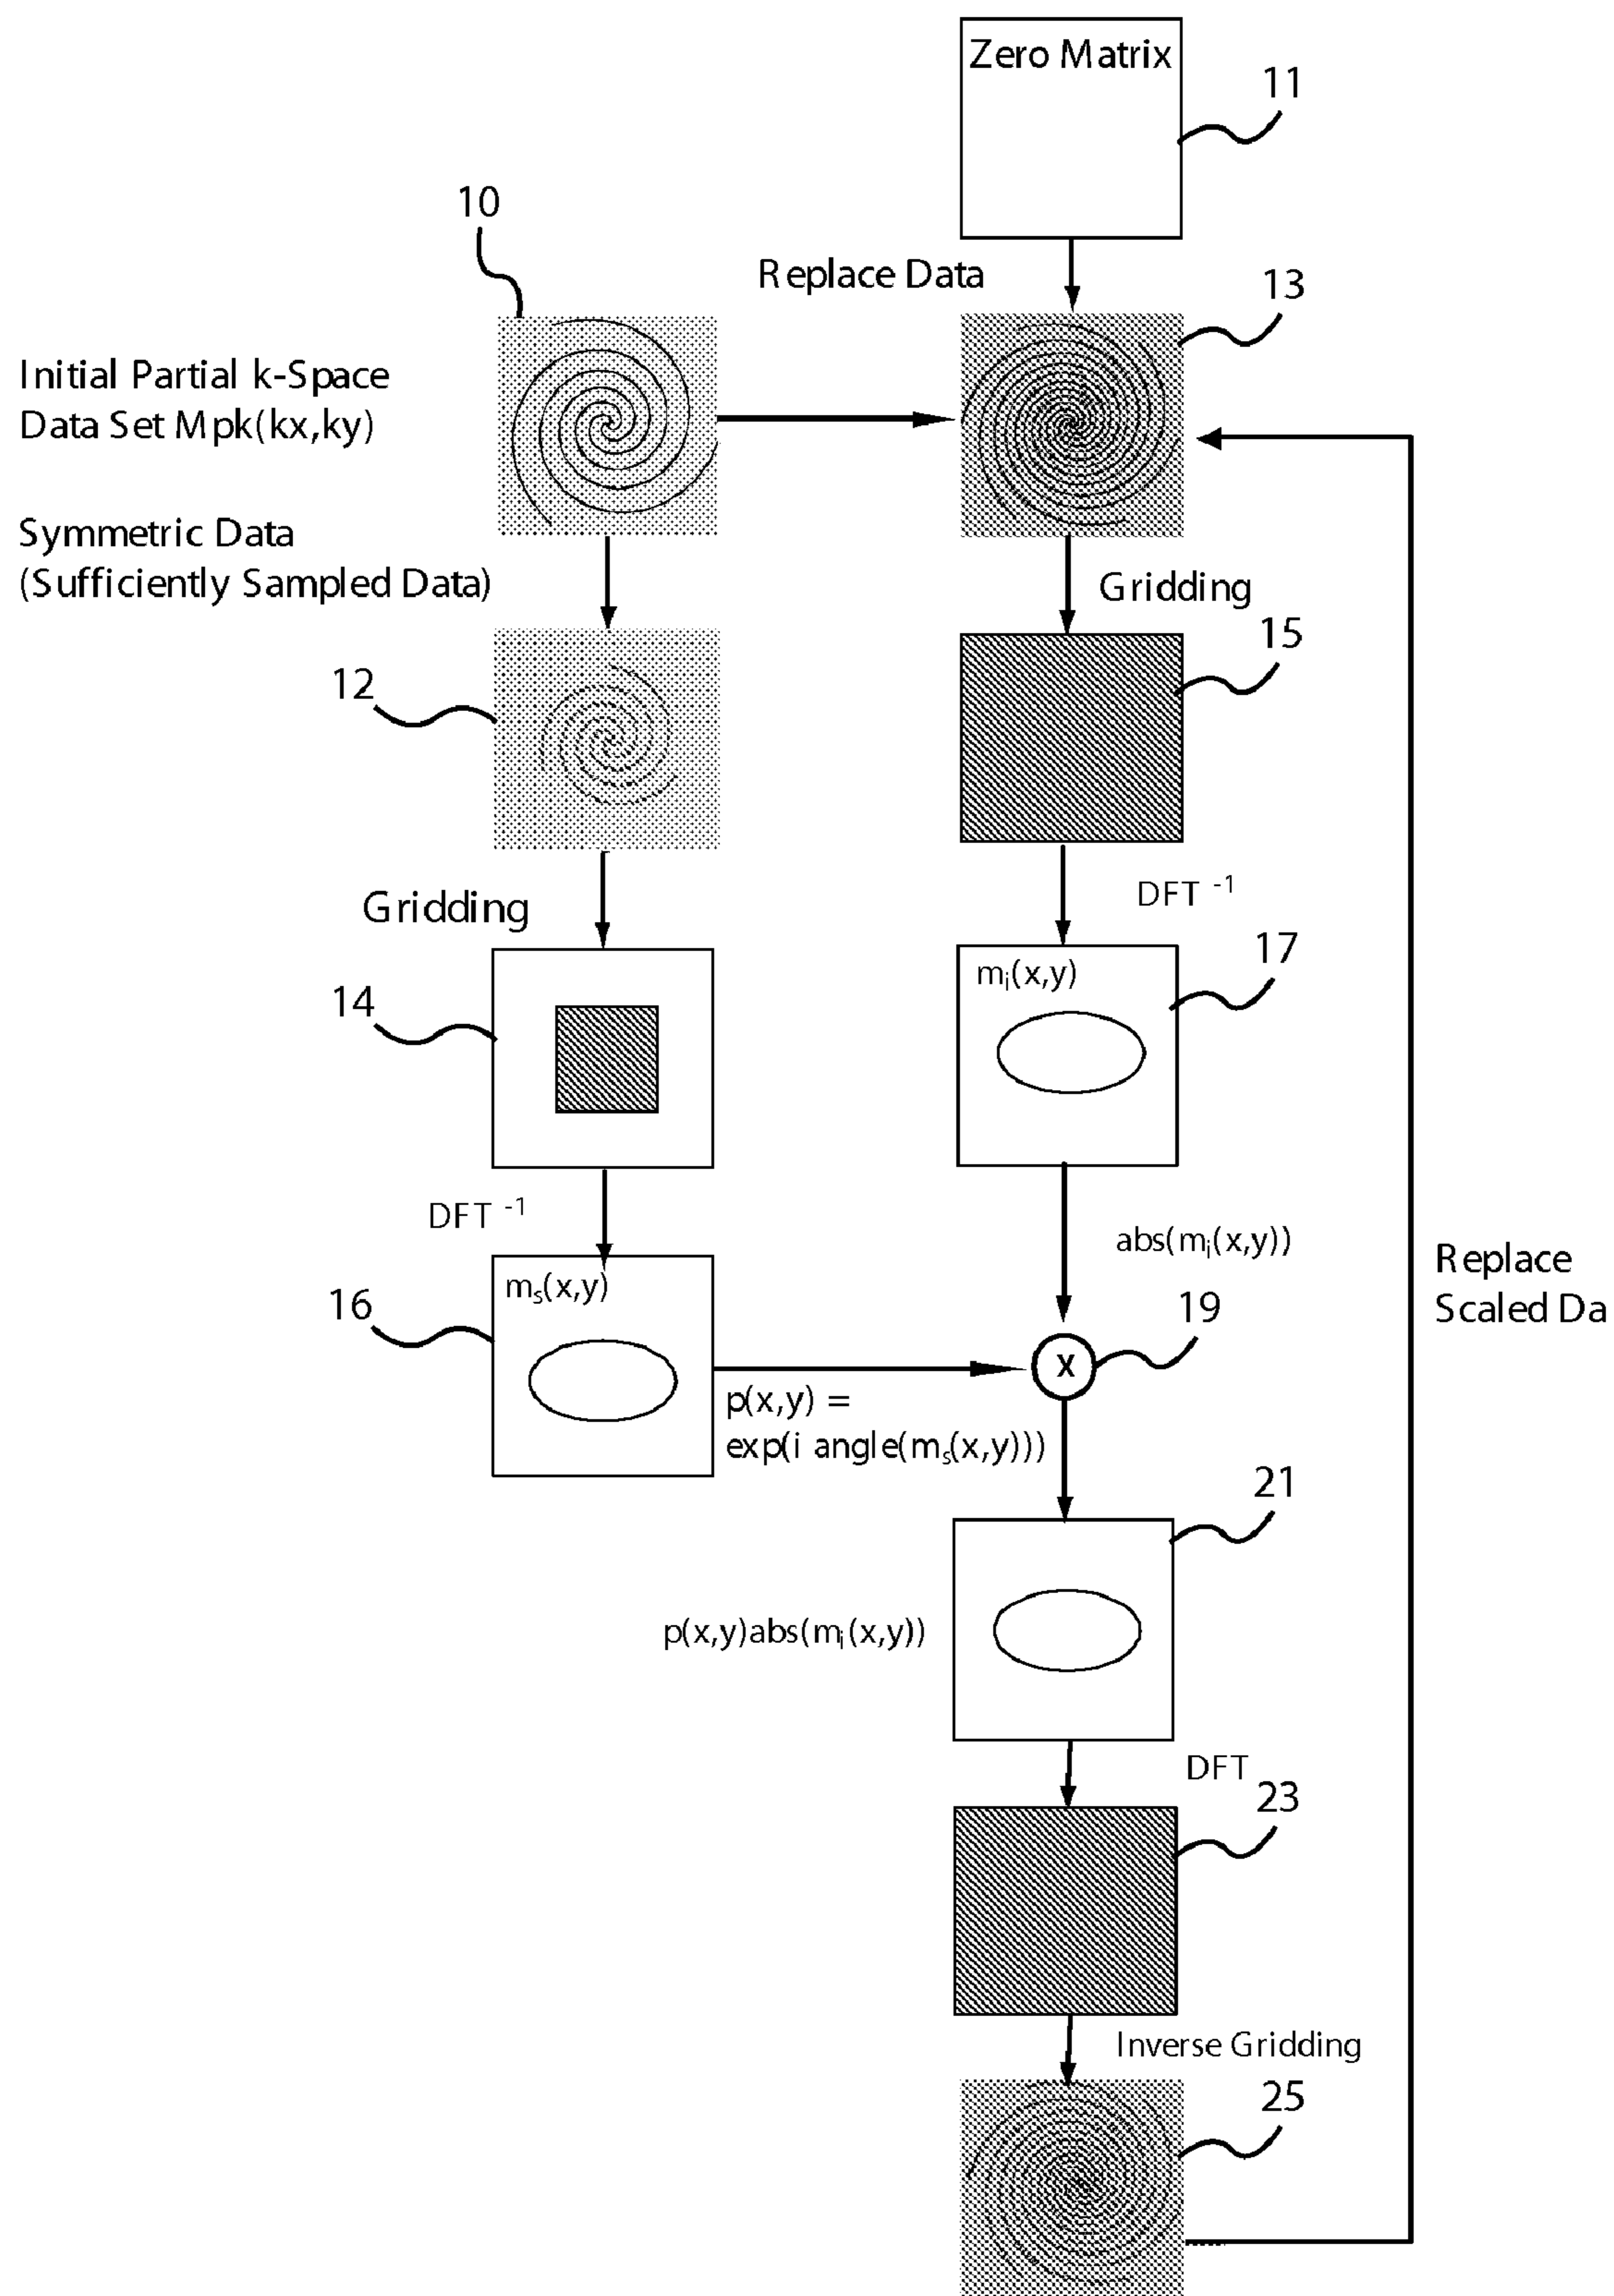 Zero Matrix
11
10
Replace Data
13
Initial Partial k-Space
Data Set Mpk(kx,ky)
Symmetric Data
(Sufficiently Sampled Data)
Gridding
15
12
DFT -1
Gridding
17
mi(x,y)
14
DFT -1
abs(mi(x,y))
Replace
Scaled Da
ms(x,y)
16
19
x
p(x,y) =
exp(i angle(ms(x,y)))
21
p(x,y)abs(mi(x,y))
DFT
23
Inverse Gridding
25